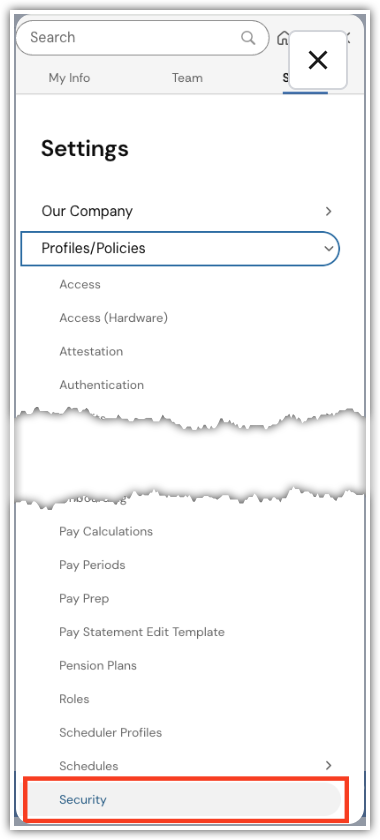 Search
My Info Team
Settings
Our Company
Profiles/Policies
Access
Access (Hardware)
Attestation
Authentication
Pay Calculations
Pay Periods
Pay Prep
Pay Statement Edit Template
Pension Plans
Roles
Scheduler Profiles
Schedules
Security